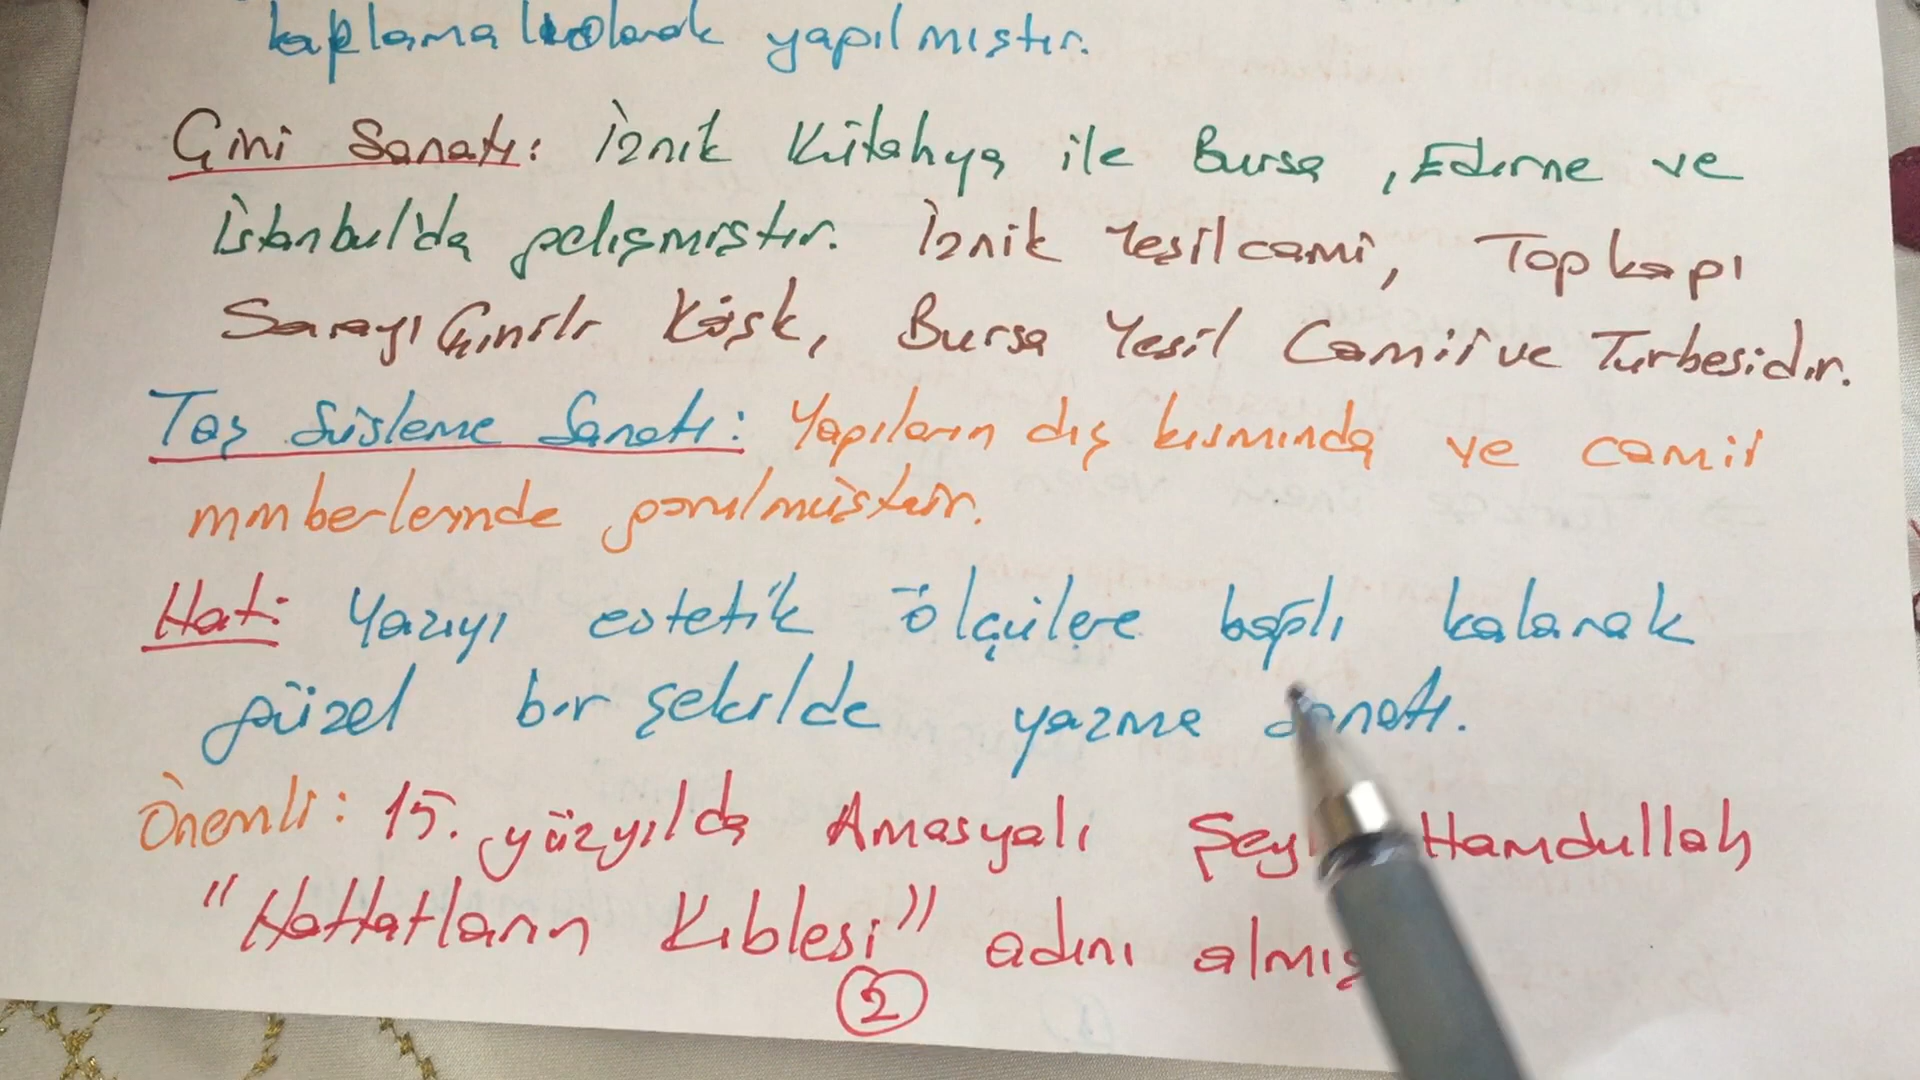 kaplama olarak yapılmıştır.
Çini Sanatı: İznik Kütahya ile Bursa, Edirne ve
İstanbul'da gelişmiştir. İznik Yeşil cami, Topkapı
Sarayı Çinili Köşk, Bursa Yeşil Camii ve Türbesidir.
Taş Süsleme Sanatı: Yapıların dış kısmında ve camii
minberlerinde görülmüştür.
Hat: Yazıyı estetik ölçülere bağlı kalarak
güzel bir şekilde yazma sanatı.
Önemli: 15. yüzyılda Amasyalı Hamdullah
"Hattatların Kıblesi" adını
2